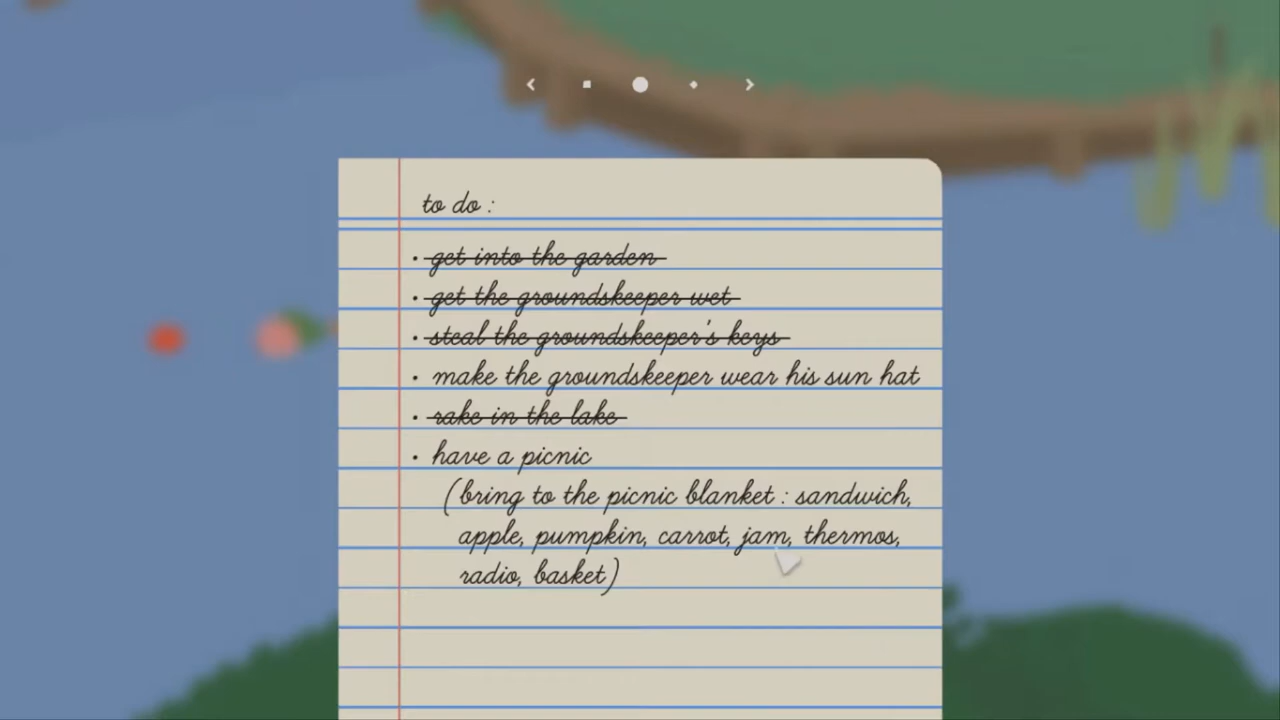 to do :
• get into the garden
• get the groundskeeper wet
• steal the groundskeeper's keys
• make the groundskeeper wear his sun hat
• rake in the lake
• have a picnic
(bring to the picnic blanket : sandwich,
apple, pumpkin, carrot, jam, thermos,
radio, basket)